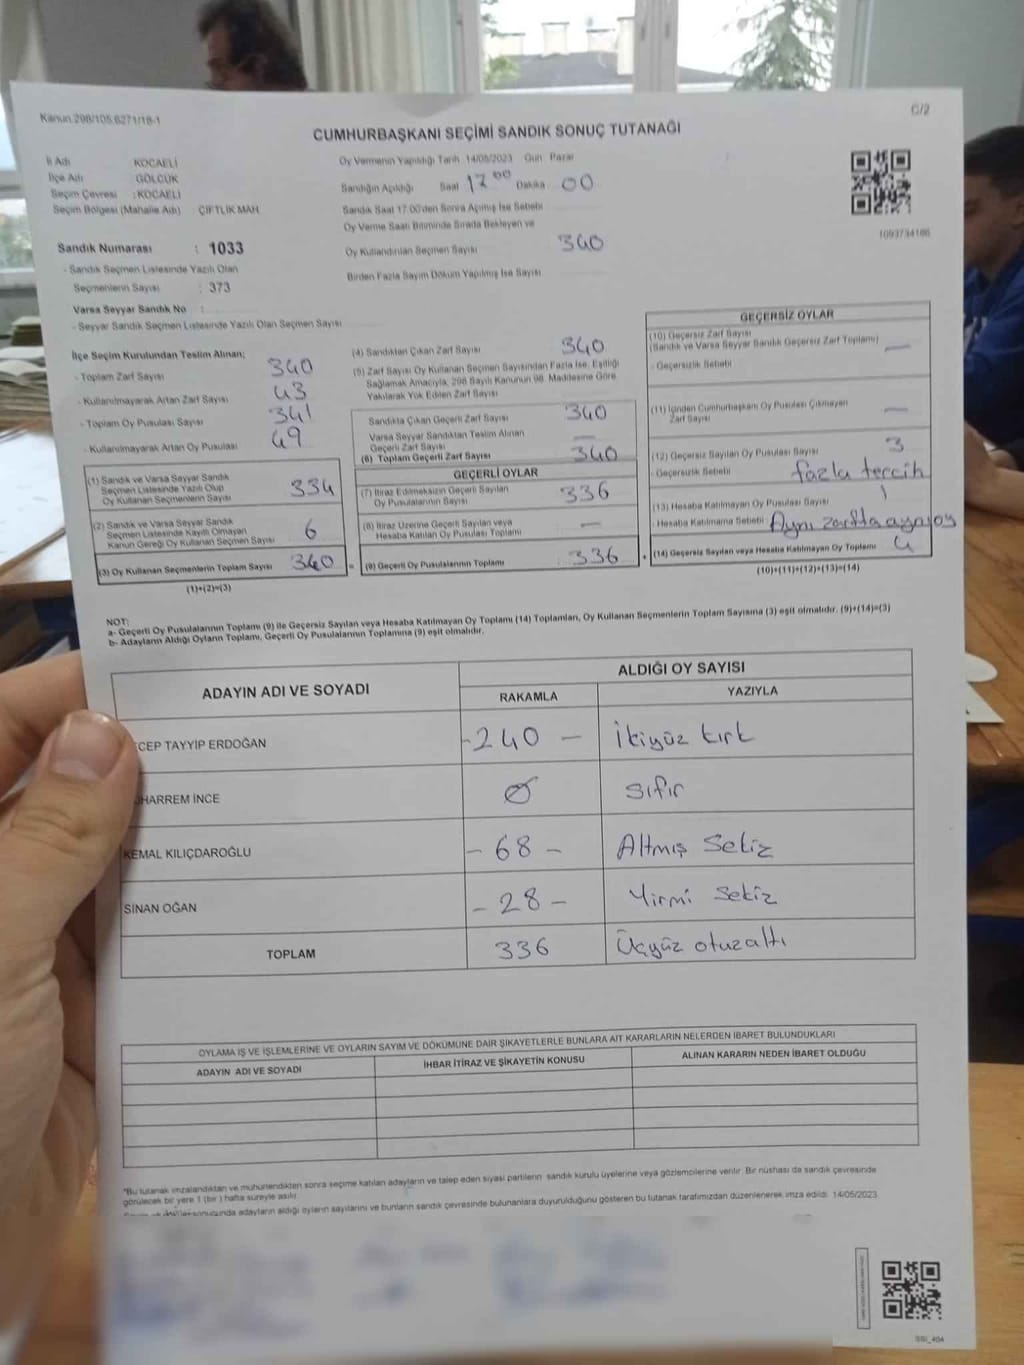 Kanun.298/105.6271/18-1
C/2
CUMHURBAŞKANI SEÇİMİ SANDIK SONUÇ TUTANAĞI
İl Adı KOCAELİ
İlçe Adı GÖLCÜK
Seçim Çevresi : KOCAELİ
Seçim Bölgesi (Mahalle Adı) ÇİFTLİK MAH.
Oy Vermenin Yapıldığı Tarih 14/05/2023 Gün Pazar
Sandığın Açıldığı Saat 17 00 Dakika 00
Sandık Saat 17.00'den Sonra Açılmış İse Sebebi
Oy Verme Saati Bitiminde Sırada Bekleyen ve
Oy Kullandırılan Seçmen Sayısı 340
Birden Fazla Sayım Döküm Yapılmış İse Sayısı
1093734166
Sandık Numarası : 1033
- Sandık Seçmen Listesinde Yazılı Olan
Seçmenlerin Sayısı : 373
Varsa Seyyar Sandık No :
- Seyyar Sandık Seçmen Listesinde Yazılı Olan Seçmen Sayısı
İlçe Seçim Kurulundan Teslim Alınan;
- Toplam Zarf Sayısı 340
- Kullanılmayarak Artan Zarf Sayısı 43
- Toplam Oy Pusulası Sayısı 341
- Kullanılmayarak Artan Oy Pusulası 49
(1) Sandık ve Varsa Seyyar Sandık
Seçmen Listesinde Yazılı Olup
Oy Kullanan Seçmenlerin Sayısı 334
(2) Sandık ve Varsa Seyyar Sandık
Seçmen Listesinde Kayıtlı Olmayan
Kanun Gereği Oy Kullanan Seçmen Sayısı 6
(3) Oy Kullanan Seçmenlerin Toplam Sayısı 340
(1)+(2)=(3)
(4) Sandıktan Çıkan Zarf Sayısı 340
(5) Zarf Sayısı Oy Kullanan Seçmen Sayısından Fazla İse, Eşitliği
Sağlamak Amacıyla, 298 Sayılı Kanunun 98. Maddesine Göre
Yakılarak Yok Edilen Zarf Sayısı
Sandıkta Çıkan Geçerli Zarf Sayısı 340
Varsa Seyyar Sandıktan Teslim Alınan
Geçerli Zarf Sayısı —
(6) Toplam Geçerli Zarf Sayısı 340
GEÇERLİ OYLAR
(7) İtiraz Edilmeksizin Geçerli Sayılan
Oy Pusulalarının Sayısı 336
(8) İtiraz Üzerine Geçerli Sayılan veya
Hesaba Katılan Oy Pusulası Toplamı —
= (9) Geçerli Oy Pusulalarının Toplamı 336 +
GEÇERSİZ OYLAR
(10) Geçersiz Zarf Sayısı
(Sandık ve Varsa Seyyar Sandık Geçersiz Zarf Toplamı) —
- Geçersizlik Sebebi
(11) İçinden Cumhurbaşkanı Oy Pusulası Çıkmayan
Zarf Sayısı —
(12) Geçersiz Sayılan Oy Pusulası Sayısı 3
- Geçersizlik Sebebi fazla tercih
(13) Hesaba Katılmayan Oy Pusulası Sayısı 1
- Hesaba Katılmama Sebebi Aynı zarfta aynı oy
(14) Geçersiz Sayılan veya Hesaba Katılmayan Oy Toplamı 4
(10)+(11)+(12)+(13)=(14)
NOT:
a- Geçerli Oy Pusulalarının Toplamı (9) ile Geçersiz Sayılan veya Hesaba Katılmayan Oy Toplamı (14) Toplamları, Oy Kullanan Seçmenlerin Toplam Sayısına (3) eşit olmalıdır. (9)+(14)=(3)
b- Adayların Aldığı Oyların Toplamı, Geçerli Oy Pusulalarının Toplamına (9) eşit olmalıdır.
ADAYIN ADI VE SOYADI ALDIĞI OY SAYISI
RAKAMLA YAZIYLA
CEP TAYYİP ERDOĞAN -240 — İkiyüz kırk
HARREM İNCE 0 sıfır
KEMAL KILIÇDAROĞLU - 68 - Altmış Sekiz
SİNAN OĞAN - 28 - Yirmi Sekiz
TOPLAM 336 Üçyüz otuzaltı
OYLAMA İŞ VE İŞLEMLERİNE VE OYLARIN SAYIM VE DÖKÜMÜNE DAİR ŞİKAYETLERLE BUNLARA AİT KARARLARIN NELERDEN İBARET BULUNDUKLARI
ADAYIN ADI VE SOYADI İHBAR İTİRAZ VE ŞİKAYETİN KONUSU ALINAN KARARIN NEDEN İBARET OLDUĞU
*Bu tutanak imzalandıktan ve mühürlendikten sonra seçime katılan adayların ve talep eden siyasi partilerin sandık kurulu üyelerine veya gözlemcilerine verilir. Bir nüshası da sandık çevresinde
görülecek bir yere 1 (bir ) hafta süreyle asılır.
sonucunda adayların aldığı oyların sayılarını ve bunların sandık çevresinde bulunanlara duyurulduğunu gösteren bu tutanak tarafımızdan düzenlenerek imza edildi. 14/05/2023
SSI_404